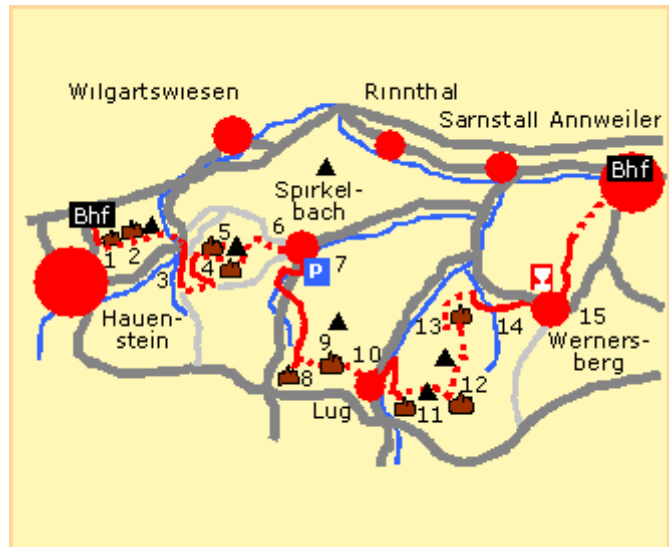 Wilgartswiesen
Rinnthal
Sarnstall Annweiler
Bhf
Spirkel-
bach
Bhf
1
2
3
4
5
6
7
P
Hauen-
stein
8
9
10
Lug
11
12
13
14
15
Werners-
berg